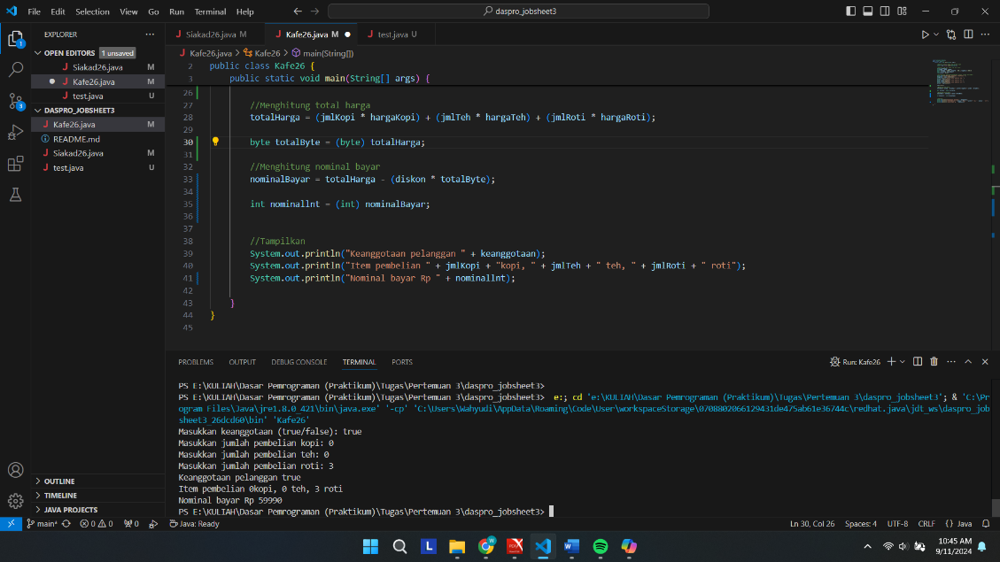 File Edit Selection View Go Run Terminal Help
daspro_jobsheet3
EXPLORER
OPEN EDITORS 1 unsaved
Siakad26.java M
Kafe26.java M
test.java U
DASPRO_JOBSHEET3
Kafe26.java M
README.md
Siakad26.java M
test.java U
OUTLINE
TIMELINE
JAVA PROJECTS
1
3
Siakad26.java M
Kafe26.java M
test.java U
Kafe26.java > Kafe26 > main(String[])
2 public class Kafe26 {
3 public static void main(String[] args) {
26
27 //Menghitung total harga
28 totalHarga = (jmlKopi * hargaKopi) + (jmlTeh * hargaTeh) + (jmlRoti * hargaRoti);
29
30 byte totalByte = (byte) totalHarga;
31
32 //Menghitung nominal bayar
33 nominalBayar = totalHarga - (diskon * totalByte);
34
35 int nominalInt = (int) nominalBayar;
36
37
38 //Tampilkan
39 System.out.println("Keanggotaan pelanggan " + keanggotaan);
40 System.out.println("Item pembelian " + jmlKopi + "kopi, " + jmlTeh + " teh, " + jmlRoti + " roti");
41 System.out.println("Nominal bayar Rp " + nominalInt);
42
43 }
44 }
45
PROBLEMS OUTPUT DEBUG CONSOLE TERMINAL PORTS
Run: Kafe26
PS E:\KULIAH\Dasar Pemrograman (Praktikum)\Tugas\Pertemuan 3\daspro_jobsheet3>
PS E:\KULIAH\Dasar Pemrograman (Praktikum)\Tugas\Pertemuan 3\daspro_jobsheet3> e:; cd 'e:\KULIAH\Dasar Pemrograman (Praktikum)\Tugas\Pertemuan 3\daspro_jobsheet3'; & 'C:\Pr
ogram Files\Java\jre1.8.0_421\bin\java.exe' '-cp' 'C:\Users\Wahyudi\AppData\Roaming\Code\User\workspaceStorage\0708802066129431de475ab61e36744c\redhat.java\jdt_ws\daspro_job
sheet3_26dcd60\bin' 'Kafe26'
Masukkan keanggotaan (true/false): true
Masukkan jumlah pembelian kopi: 0
Masukkan jumlah pembelian teh: 0
Masukkan jumlah pembelian roti: 3
Keanggotaan pelanggan true
Item pembelian 0kopi, 0 teh, 3 roti
Nominal bayar Rp 59990
PS E:\KULIAH\Dasar Pemrograman (Praktikum)\Tugas\Pertemuan 3\daspro_jobsheet3>
main* 0 0 0 Java: Ready
Ln 30, Col 26 Spaces: 4 UTF-8 CRLF {} Java
10:45 AM
9/11/2024